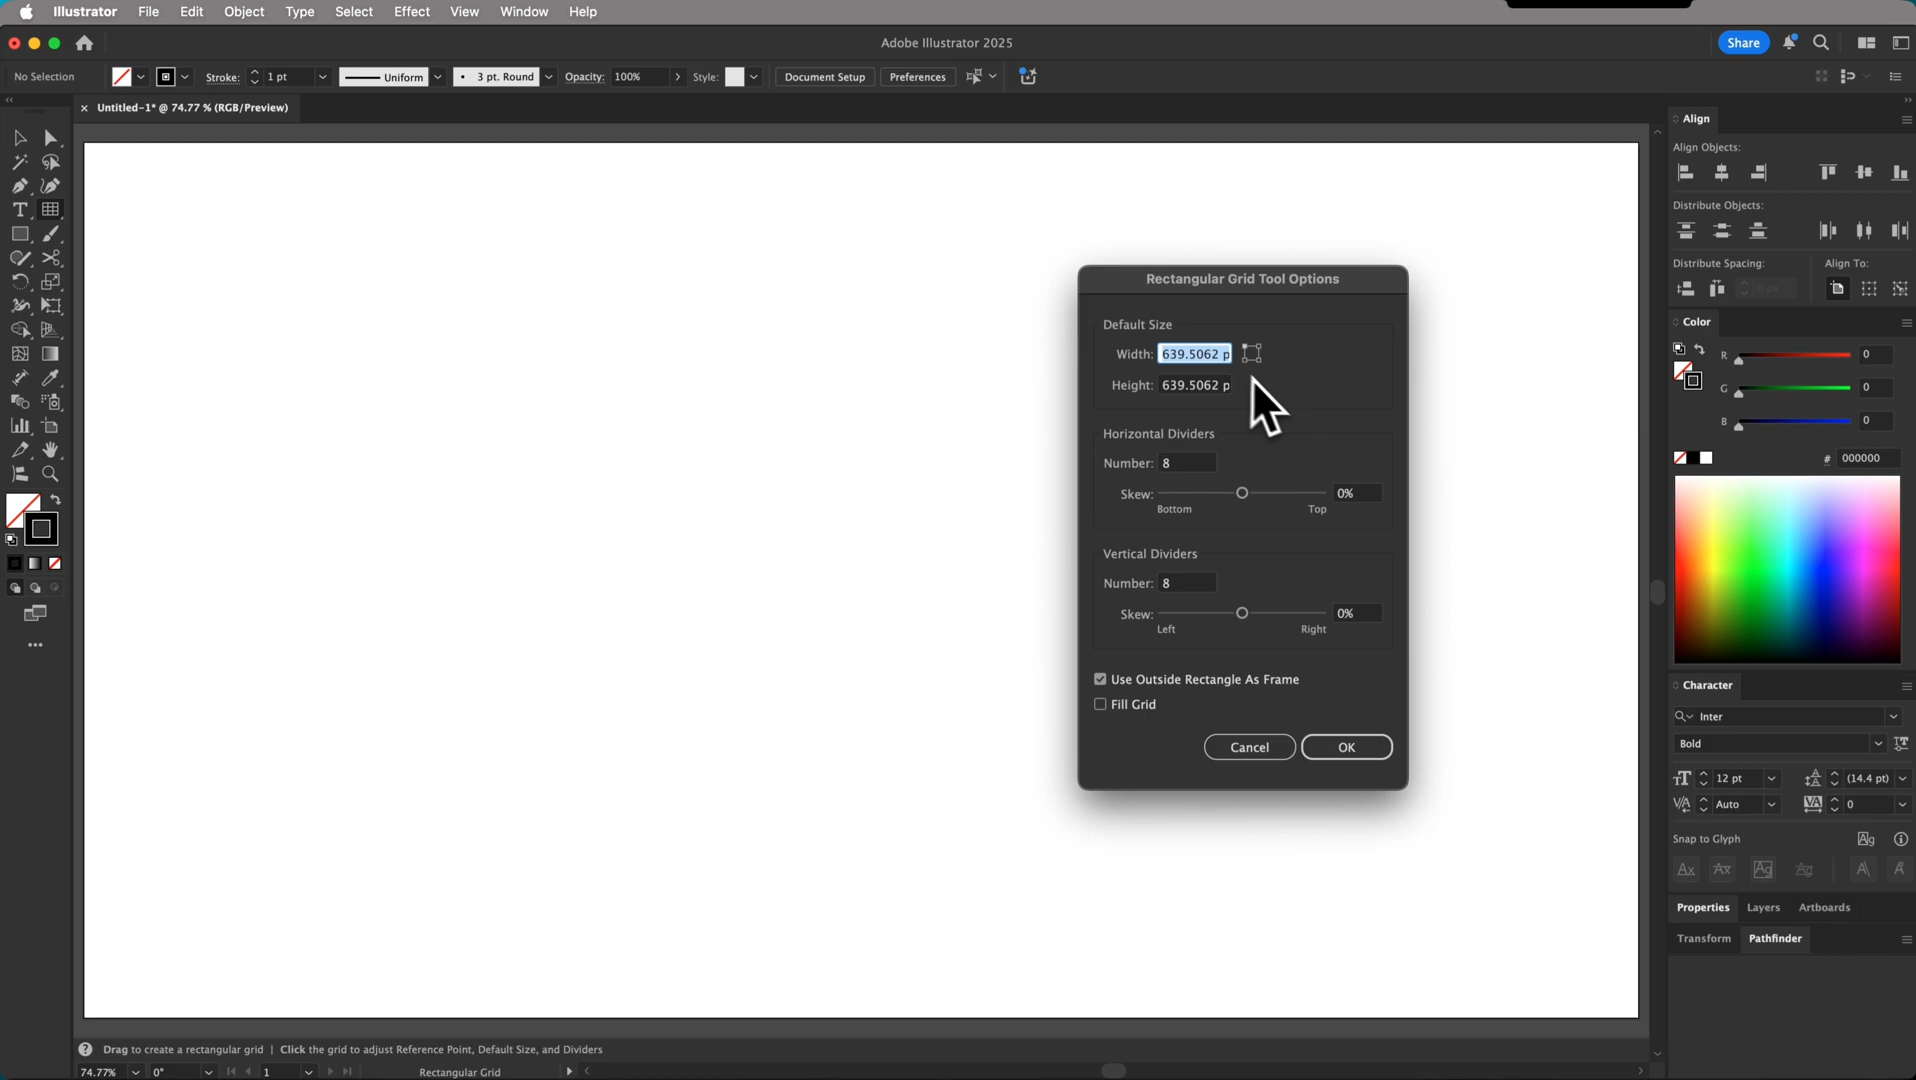 Illustrator File Edit Object Type Select Effect View Window Help
Adobe Illustrator 2025
Share
No Selection Stroke: 1 pt Uniform 3 pt. Round Opacity: 100% Style: Document Setup Preferences
Untitled-1* @ 74.77 % (RGB/Preview)
Rectangular Grid Tool Options
Default Size
Width: 639.5062 p
Height: 639.5062 p
Horizontal Dividers
Number: 8
Skew: 0%
Bottom Top
Vertical Dividers
Number: 8
Skew: 0%
Left Right
Use Outside Rectangle As Frame
Fill Grid
Cancel OK
Align
Align Objects:
Distribute Objects:
Distribute Spacing: Align To:
0 px
Color
R 0
G 0
B 0
# 000000
Character
Inter
Bold
12 pt (14.4 pt)
Auto 0
Snap to Glyph
Properties Layers Artboards
Transform Pathfinder
Drag to create a rectangular grid | Click the grid to adjust Reference Point, Default Size, and Dividers
74.77% 0° 1 Rectangular Grid